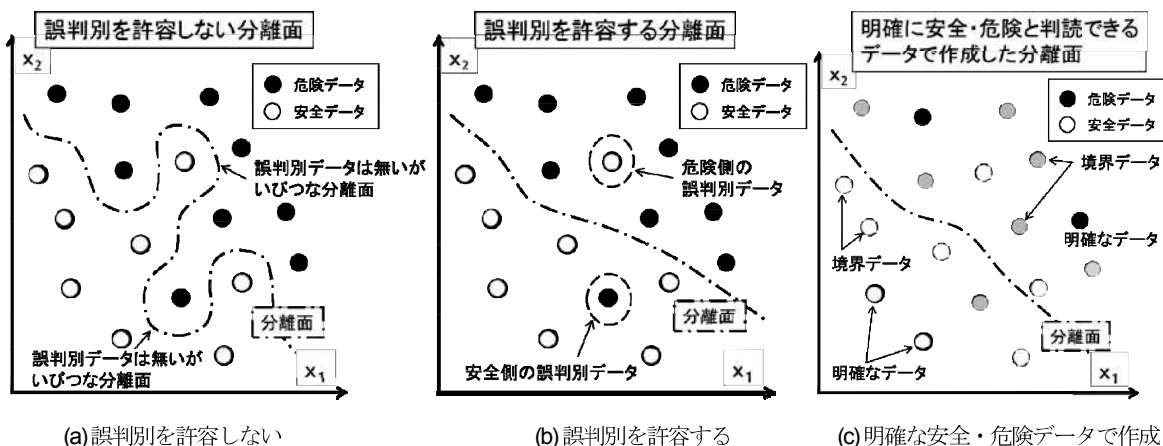 誤判別を許容しない分離面
x₂
危険データ
安全データ
誤判別データは無いが
いびつな分離面
分離面
誤判別データは無いが
いびつな分離面
x₁
(a)誤判別を許容しない
誤判別を許容する分離面
x₂
危険データ
安全データ
危険側の
誤判別データ
分離面
安全側の誤判別データ
x₁
(b)誤判別を許容する
明確に安全・危険と判読できる
データで作成した分離面
x₂
危険データ
安全データ
境界データ
明確なデータ
境界データ
分離面
明確なデータ
x₁
(c)明確な安全・危険データで作成